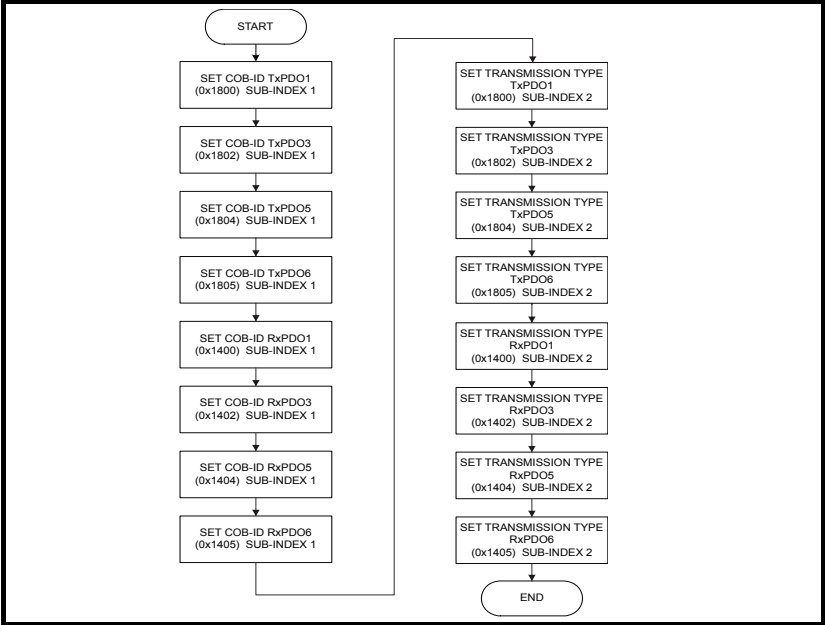 START
SET COB-ID TxPDO1
(0x1800) SUB-INDEX 1
SET COB-ID TxPDO3
(0x1802) SUB-INDEX 1
SET COB-ID TxPDO5
(0x1804) SUB-INDEX 1
SET COB-ID TxPDO6
(0x1805) SUB-INDEX 1
SET COB-ID RxPDO1
(0x1400) SUB-INDEX 1
SET COB-ID RxPDO3
(0x1402) SUB-INDEX 1
SET COB-ID RxPDO5
(0x1404) SUB-INDEX 1
SET COB-ID RxPDO6
(0x1405) SUB-INDEX 1
SET TRANSMISSION TYPE
TxPDO1
(0x1800) SUB-INDEX 2
SET TRANSMISSION TYPE
TxPDO3
(0x1802) SUB-INDEX 2
SET TRANSMISSION TYPE
TxPDO5
(0x1804) SUB-INDEX 2
SET TRANSMISSION TYPE
TxPDO6
(0x1805) SUB-INDEX 2
SET TRANSMISSION TYPE
RxPDO1
(0x1400) SUB-INDEX 2
SET TRANSMISSION TYPE
RxPDO3
(0x1402) SUB-INDEX 2
SET TRANSMISSION TYPE
RxPDO5
(0x1404) SUB-INDEX 2
SET TRANSMISSION TYPE
RxPDO6
(0x1405) SUB-INDEX 2
END